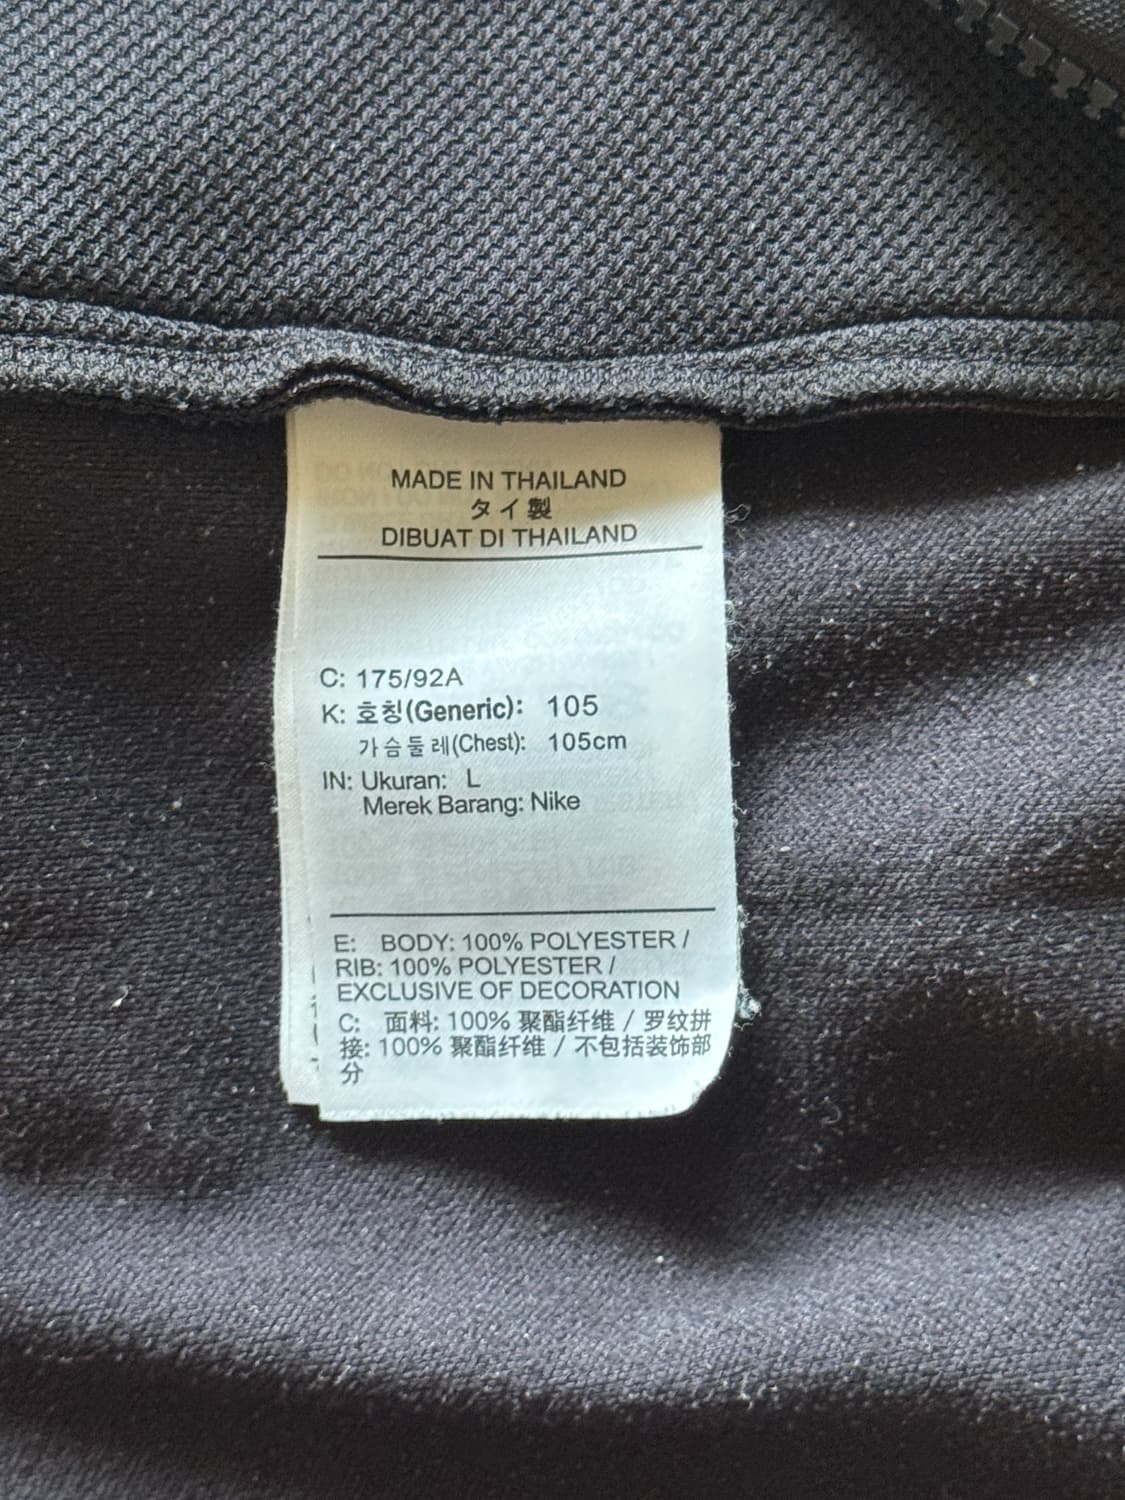 MADE IN THAILAND
タイ製
DIBUAT DI THAILAND
C: 175/92A
K: 호칭(Generic): 105
가슴둘레(Chest): 105cm
IN: Ukuran: L
Merek Barang: Nike
E: BODY: 100% POLYESTER /
RIB: 100% POLYESTER /
EXCLUSIVE OF DECORATION
C: 面料: 100% 聚酯纤维 / 罗纹拼
接: 100% 聚酯纤维 / 不包括装饰部
分